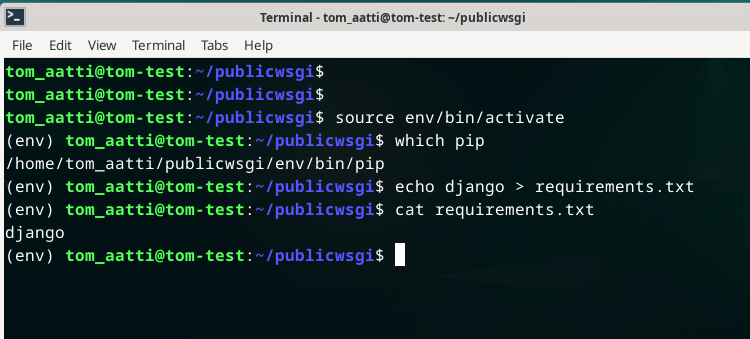 Terminal - tom_aatti@tom-test: ~/publicwsgi
File Edit View Terminal Tabs Help
tom_aatti@tom-test:~/publicwsgi$
tom_aatti@tom-test:~/publicwsgi$
tom_aatti@tom-test:~/publicwsgi$ source env/bin/activate
(env) tom_aatti@tom-test:~/publicwsgi$ which pip
/home/tom_aatti/publicwsgi/env/bin/pip
(env) tom_aatti@tom-test:~/publicwsgi$ echo django > requirements.txt
(env) tom_aatti@tom-test:~/publicwsgi$ cat requirements.txt
django
(env) tom_aatti@tom-test:~/publicwsgi$